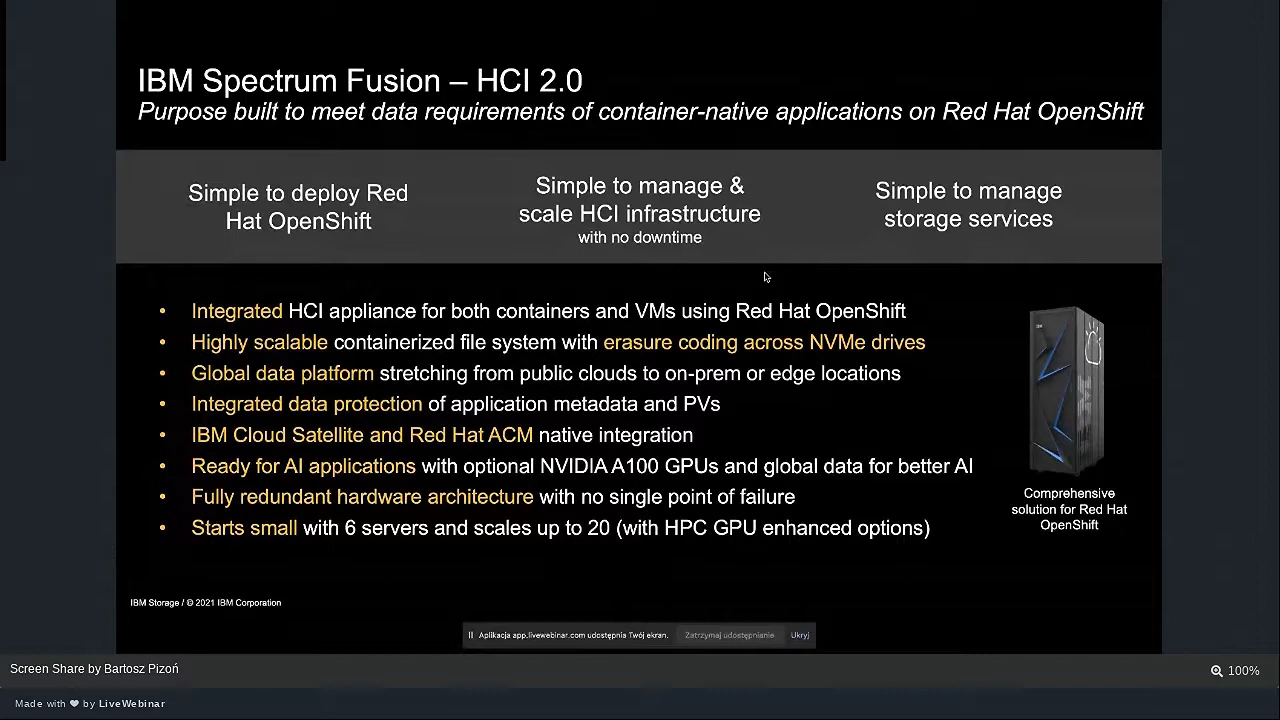 IBM Spectrum Fusion – HCI 2.0
Purpose built to meet data requirements of container-native applications on Red Hat OpenShift
Simple to deploy Red
Hat OpenShift
Simple to manage &
scale HCI infrastructure
with no downtime
Simple to manage
storage services
• Integrated HCI appliance for both containers and VMs using Red Hat OpenShift
• Highly scalable containerized file system with erasure coding across NVMe drives
• Global data platform stretching from public clouds to on-prem or edge locations
• Integrated data protection of application metadata and PVs
• IBM Cloud Satellite and Red Hat ACM native integration
• Ready for AI applications with optional NVIDIA A100 GPUs and global data for better AI
• Fully redundant hardware architecture with no single point of failure
• Starts small with 6 servers and scales up to 20 (with HPC GPU enhanced options)
IBM
IBM
Comprehensive
solution for Red Hat
OpenShift
IBM Storage / © 2021 IBM Corporation
Aplikacja app.livewebinar.com udostępnia Twój ekran. Zatrzymaj udostępnianie Ukryj
Screen Share by Bartosz Pizoń
100%
Made with ❤ by LiveWebinar